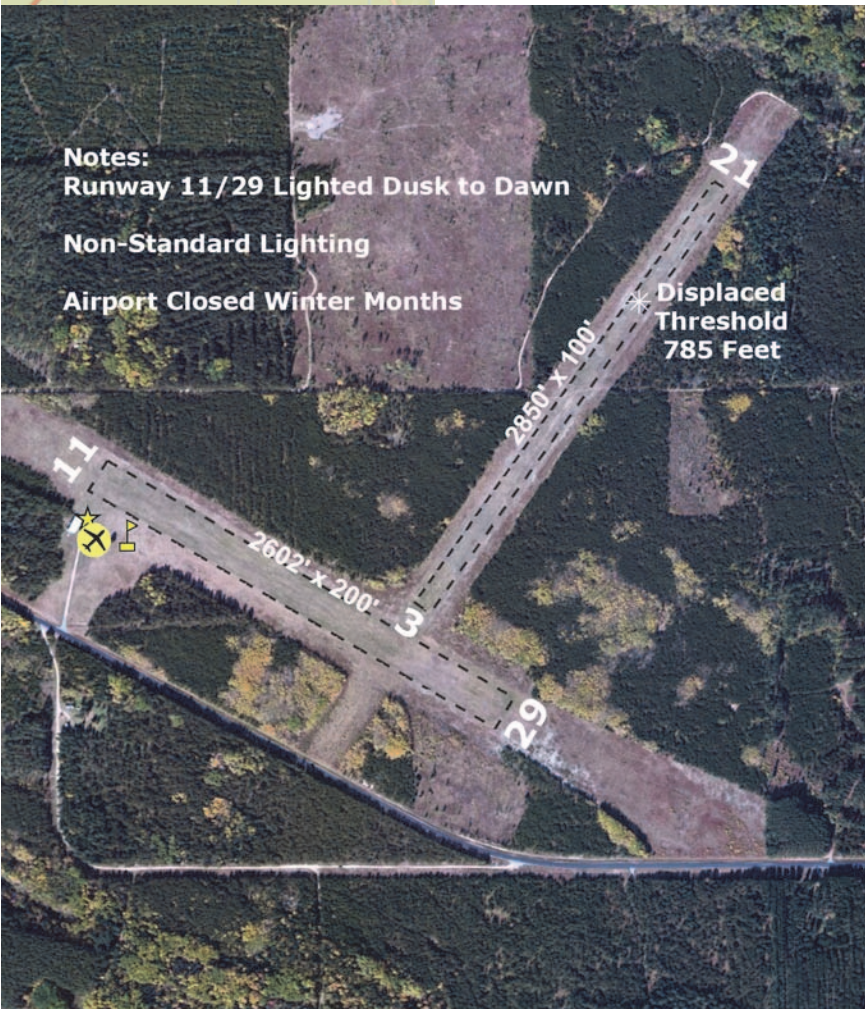 Notes:
Runway 11/29 Lighted Dusk to Dawn
Non-Standard Lighting
Airport Closed Winter Months
21
Displaced
Threshold
785 Feet
2850' x 100'
11
2602' x 200'
3
29